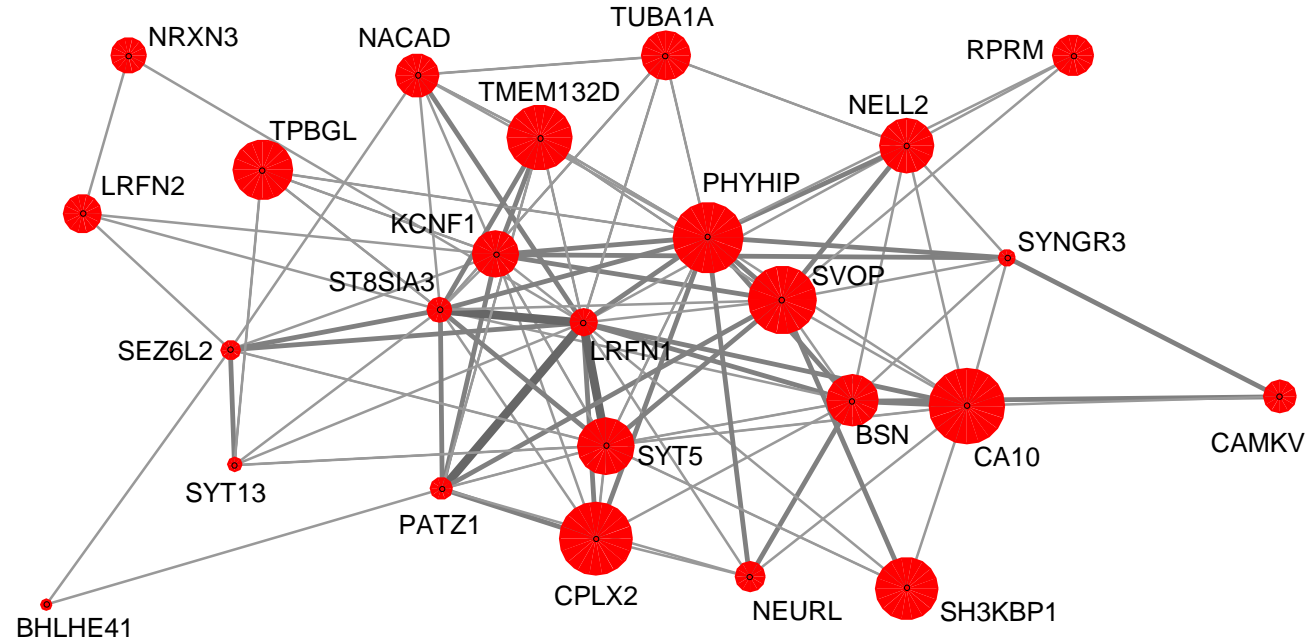 TUBA1A
NRXN3
NACAD
RPRM
TMEM132D
NELL2
TPBGL
LRFN2
PHYHIP
KCNF1
SYNGR3
ST8SIA3
SVOP
SEZ6L2
LRFN1
BSN
CAMKV
SYT5
CA10
SYT13
PATZ1
CPLX2
NEURL
SH3KBP1
BHLHE41